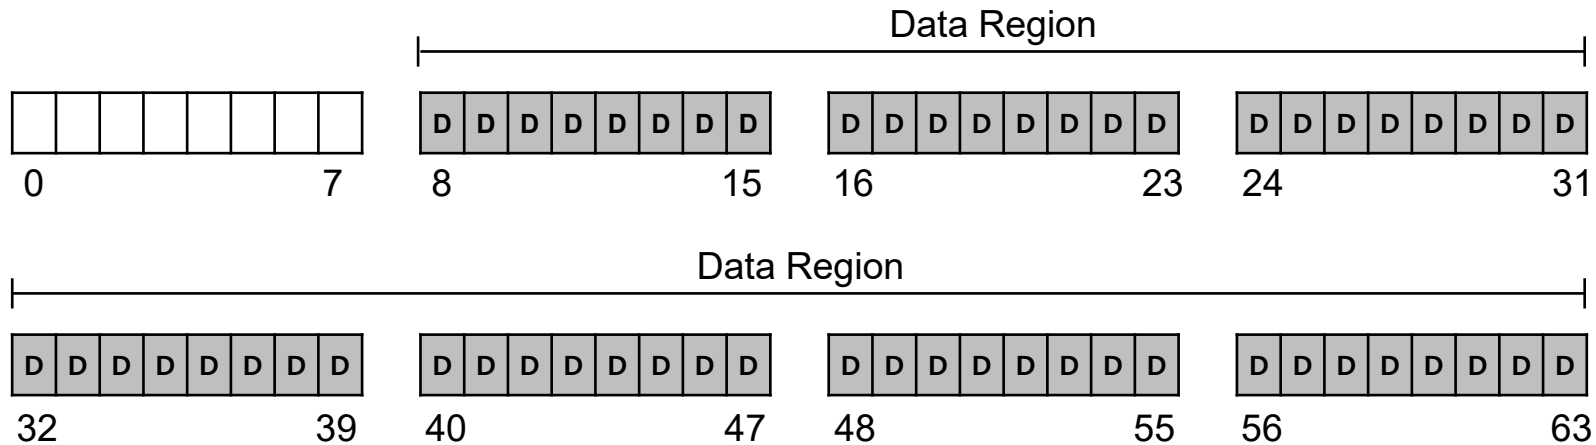 Data Region
D D D D D D D D D D D D D D D D D D D D D D D D
0 7 8 15 16 23 24 31
Data Region
D D D D D D D D D D D D D D D D D D D D D D D D D D D D D D D D
32 39 40 47 48 55 56 63